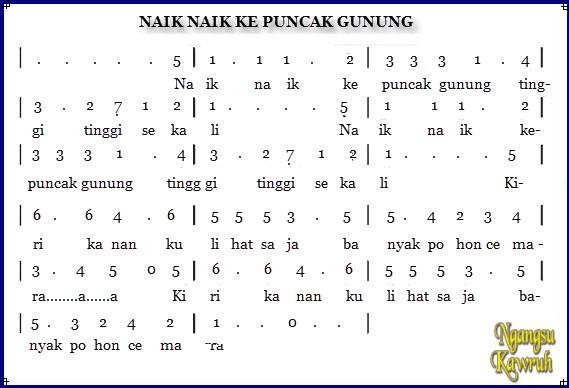 NAIK NAIK KE PUNCAK GUNUNG
| . . . . . 5 | 1 . 1 1 . 2 | 3 3 3 1 . 4 |
Na ik na ik ke puncak gunung ting-
| 3 . 2 7̣ 1 2 | 1 . . . . 5̣ | 1 1 1 . 2 |
gi tinggi se ka li Na ik na ik ke-
| 3 3 3 1 . 4 | 3 . 2 7̣ 1 2̣ | 1 . . . 5 |
puncak gunung tingg gi tinggi se ka li Ki-
| 6 . 6 4 . 6 | 5 5 5 3 . 5 | 5 . 4 2 3 4 |
ri ka nan ku li hat sa ja ba nyak po hon ce ma -
| 3 . 4 5 0 5 | 6 . 6 4 . 6 | 5 5 5 3 . 5 |
ra.........a......a Ki ri ka nan ku li hat sa ja ba-
| 5 . 3 2 4 2 | 1 . . 0 . . |
nyak po hon ce ma ra
Ngangsu
Kawruh